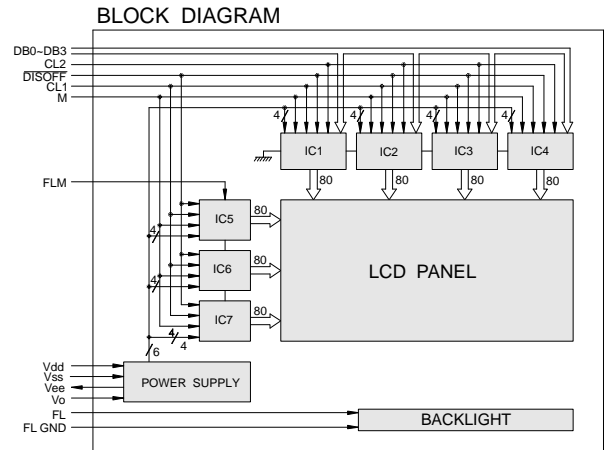 BLOCK DIAGRAM
DB0~DB3
CL2
DISOFF
CL1
M
4 4 4 4
IC1 IC2 IC3 IC4
80 80 80 80
FLM
IC5 80
4
LCD PANEL
IC6 80
4
IC7 80
4 4
6
Vdd
Vss
Vee
Vo
POWER SUPPLY
FL
FL GND
BACKLIGHT